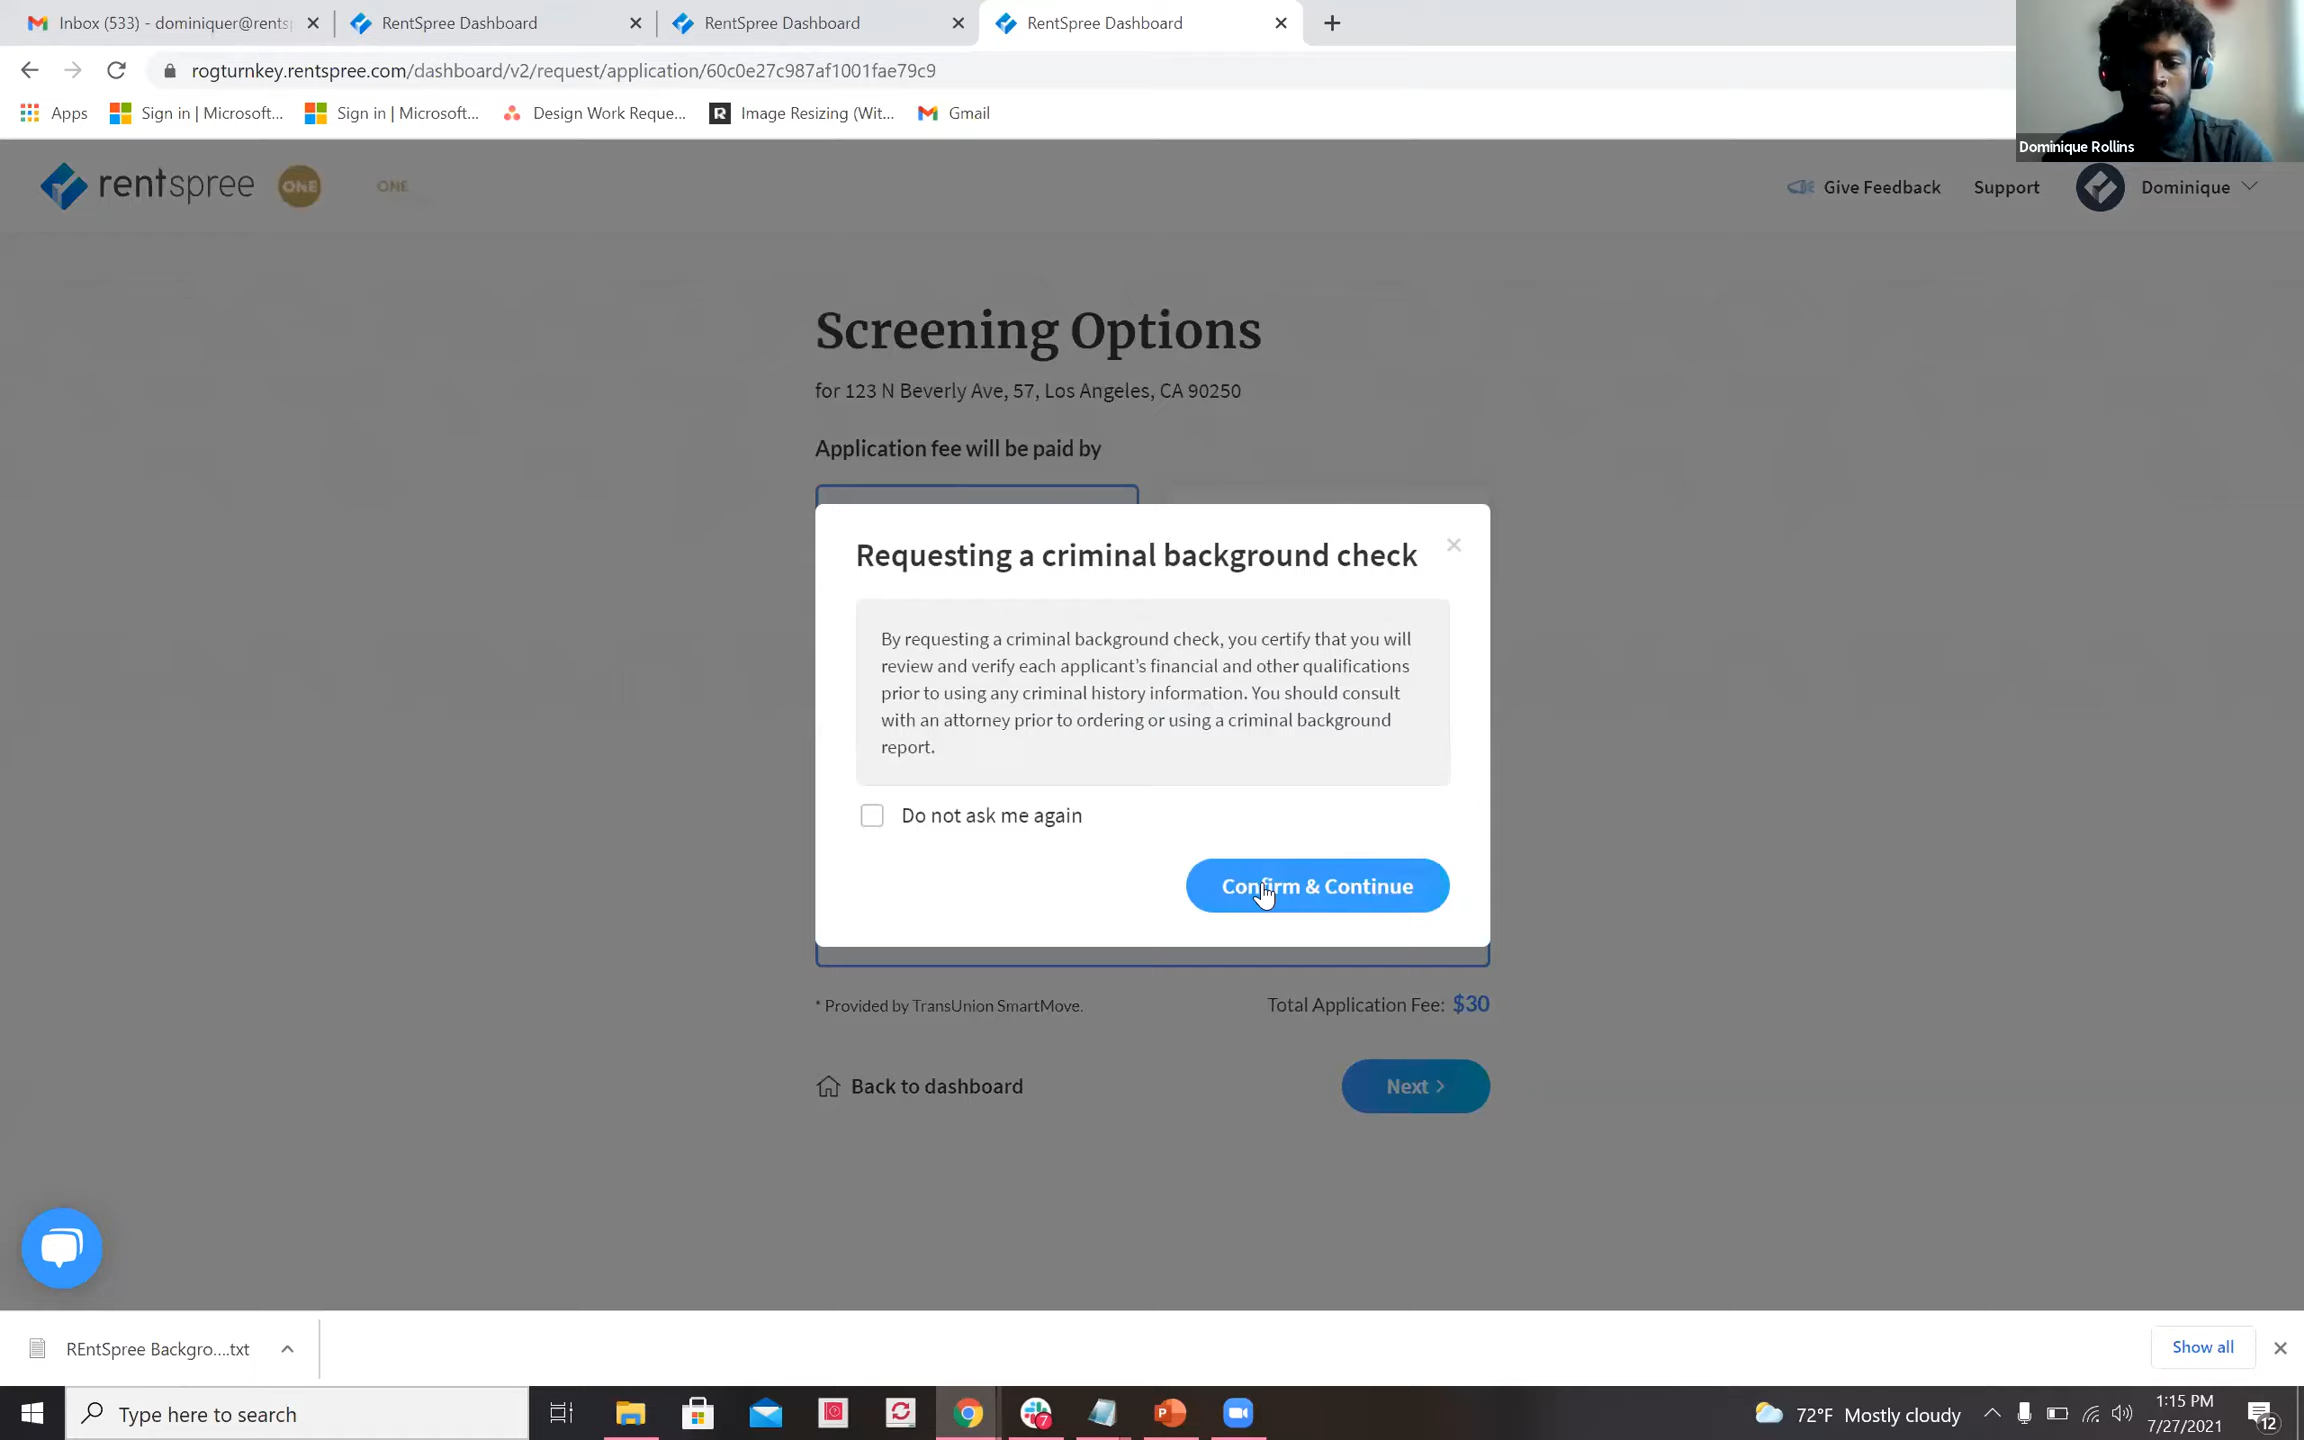 Inbox (533) - dominiquer@rents
RentSpree Dashboard
RentSpree Dashboard
RentSpree Dashboard
rogturnkey.rentspree.com/dashboard/v2/request/application/60c0e27c987af1001fae79c9
Apps
Sign in | Microsoft...
Sign in | Microsoft...
Design Work Reque...
R
Image Resizing (Wit...
Gmail
Dominique Rollins
rentspree
ONE
ONE
Give Feedback
Support
Dominique
Screening Options
for 123 N Beverly Ave, 57, Los Angeles, CA 90250
Application fee will be paid by
Requesting a criminal background check
By requesting a criminal background check, you certify that you will
review and verify each applicant's financial and other qualifications
prior to using any criminal history information. You should consult
with an attorney prior to ordering or using a criminal background
report.
Do not ask me again
Confirm & Continue
* Provided by TransUnion SmartMove.
Total Application Fee: $30
Back to dashboard
Next >
REntSpree Backgro....txt
Show all
Type here to search
7
P
72°F Mostly cloudy
1:15 PM
7/27/2021
12